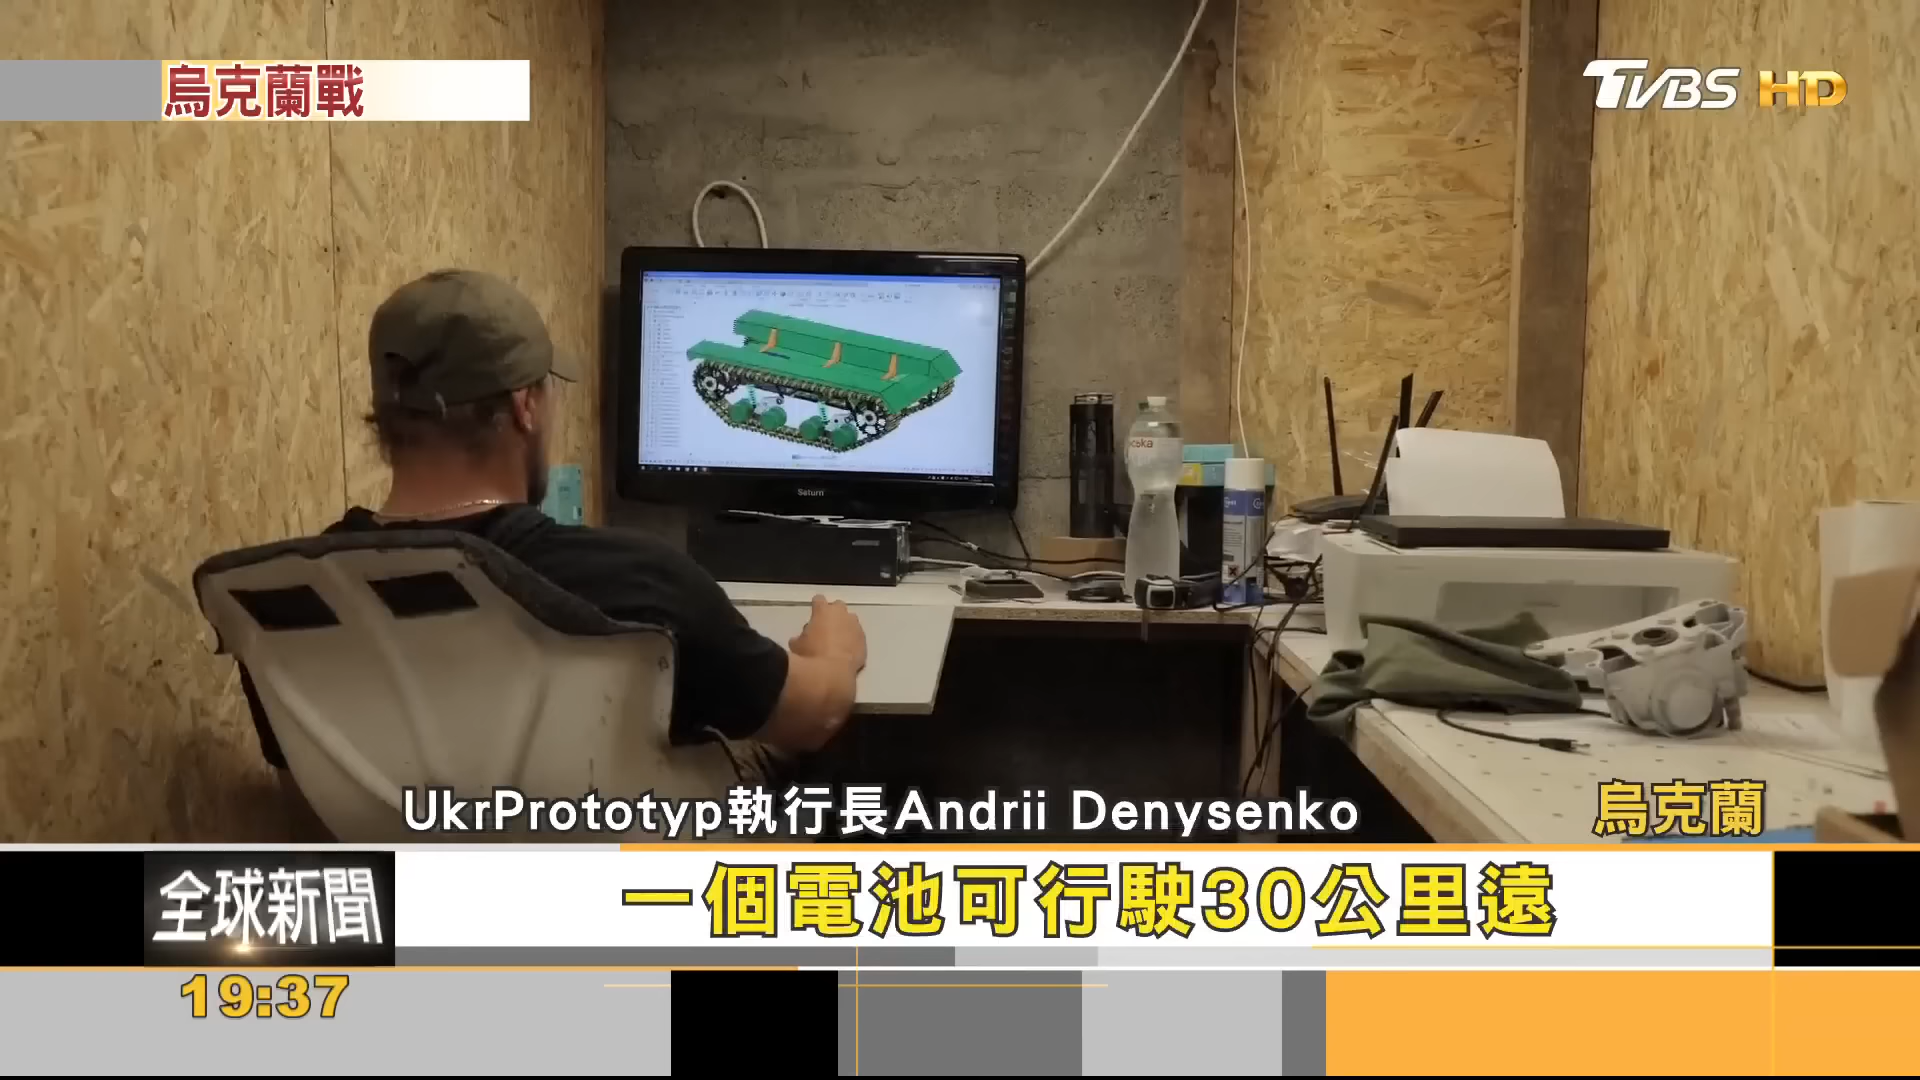 烏克蘭戰
TVBS HD
Saturn
ська
UkrPrototyp執行長Andrii Denysenko
烏克蘭
全球新聞
一個電池可行駛30公里遠
19:37